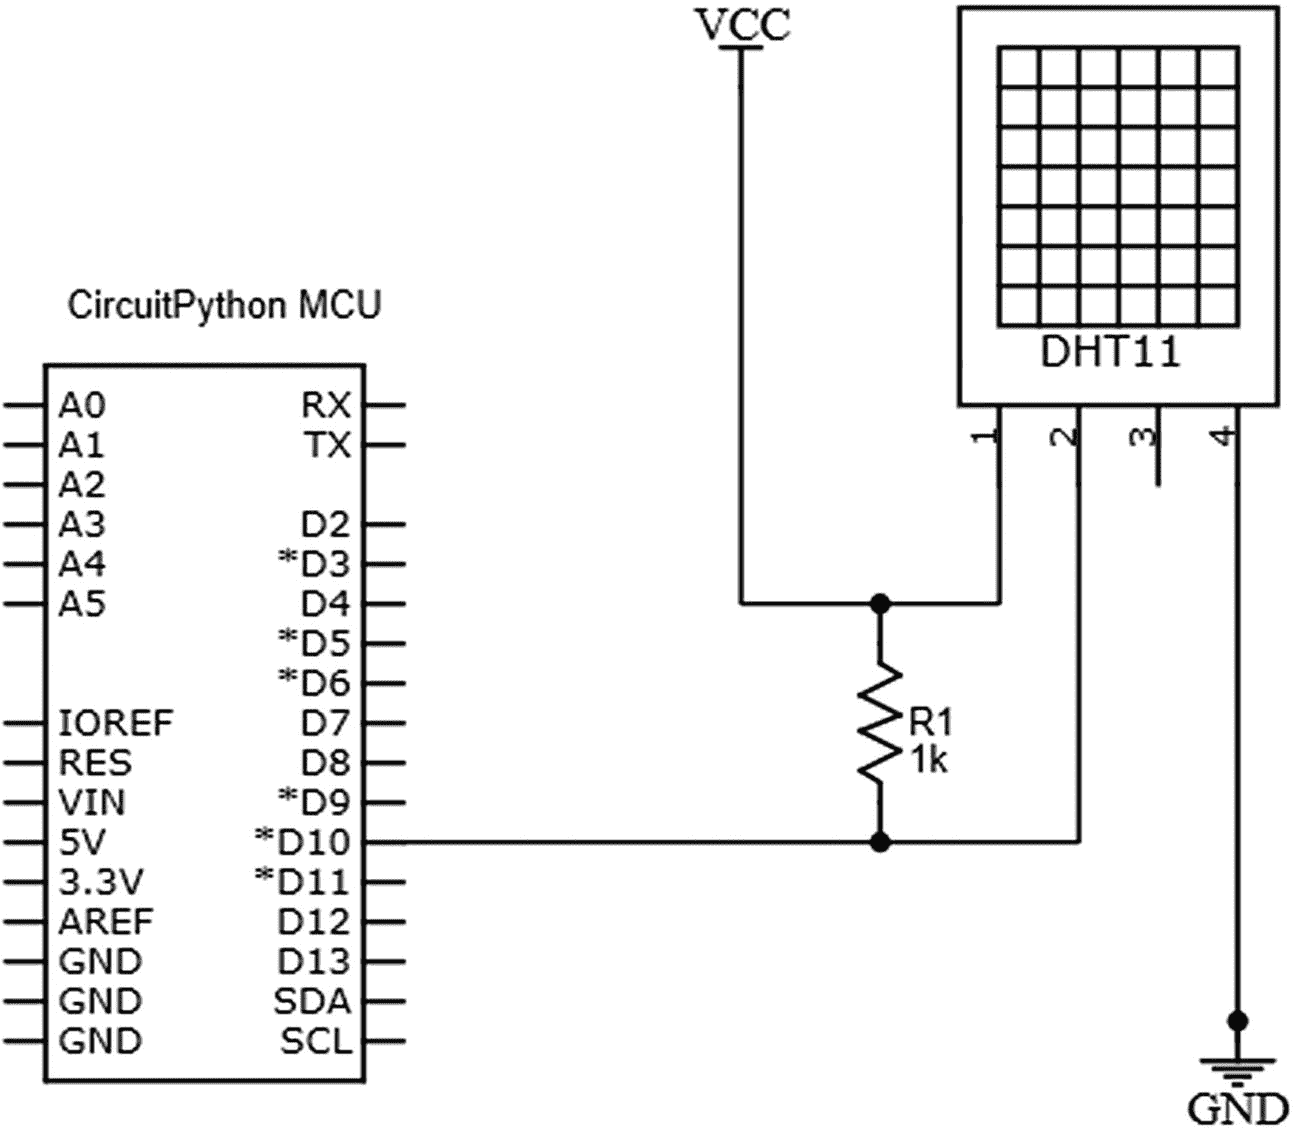 VCC
DHT11
1
2
3
4
CircuitPython MCU
A0 RX
A1 TX
A2
A3 D2
A4 *D3
A5 D4
*D5
*D6
IOREF D7
RES D8
VIN *D9
5V *D10
3.3V *D11
AREF D12
GND D13
GND SDA
GND SCL
R1
1k
GND